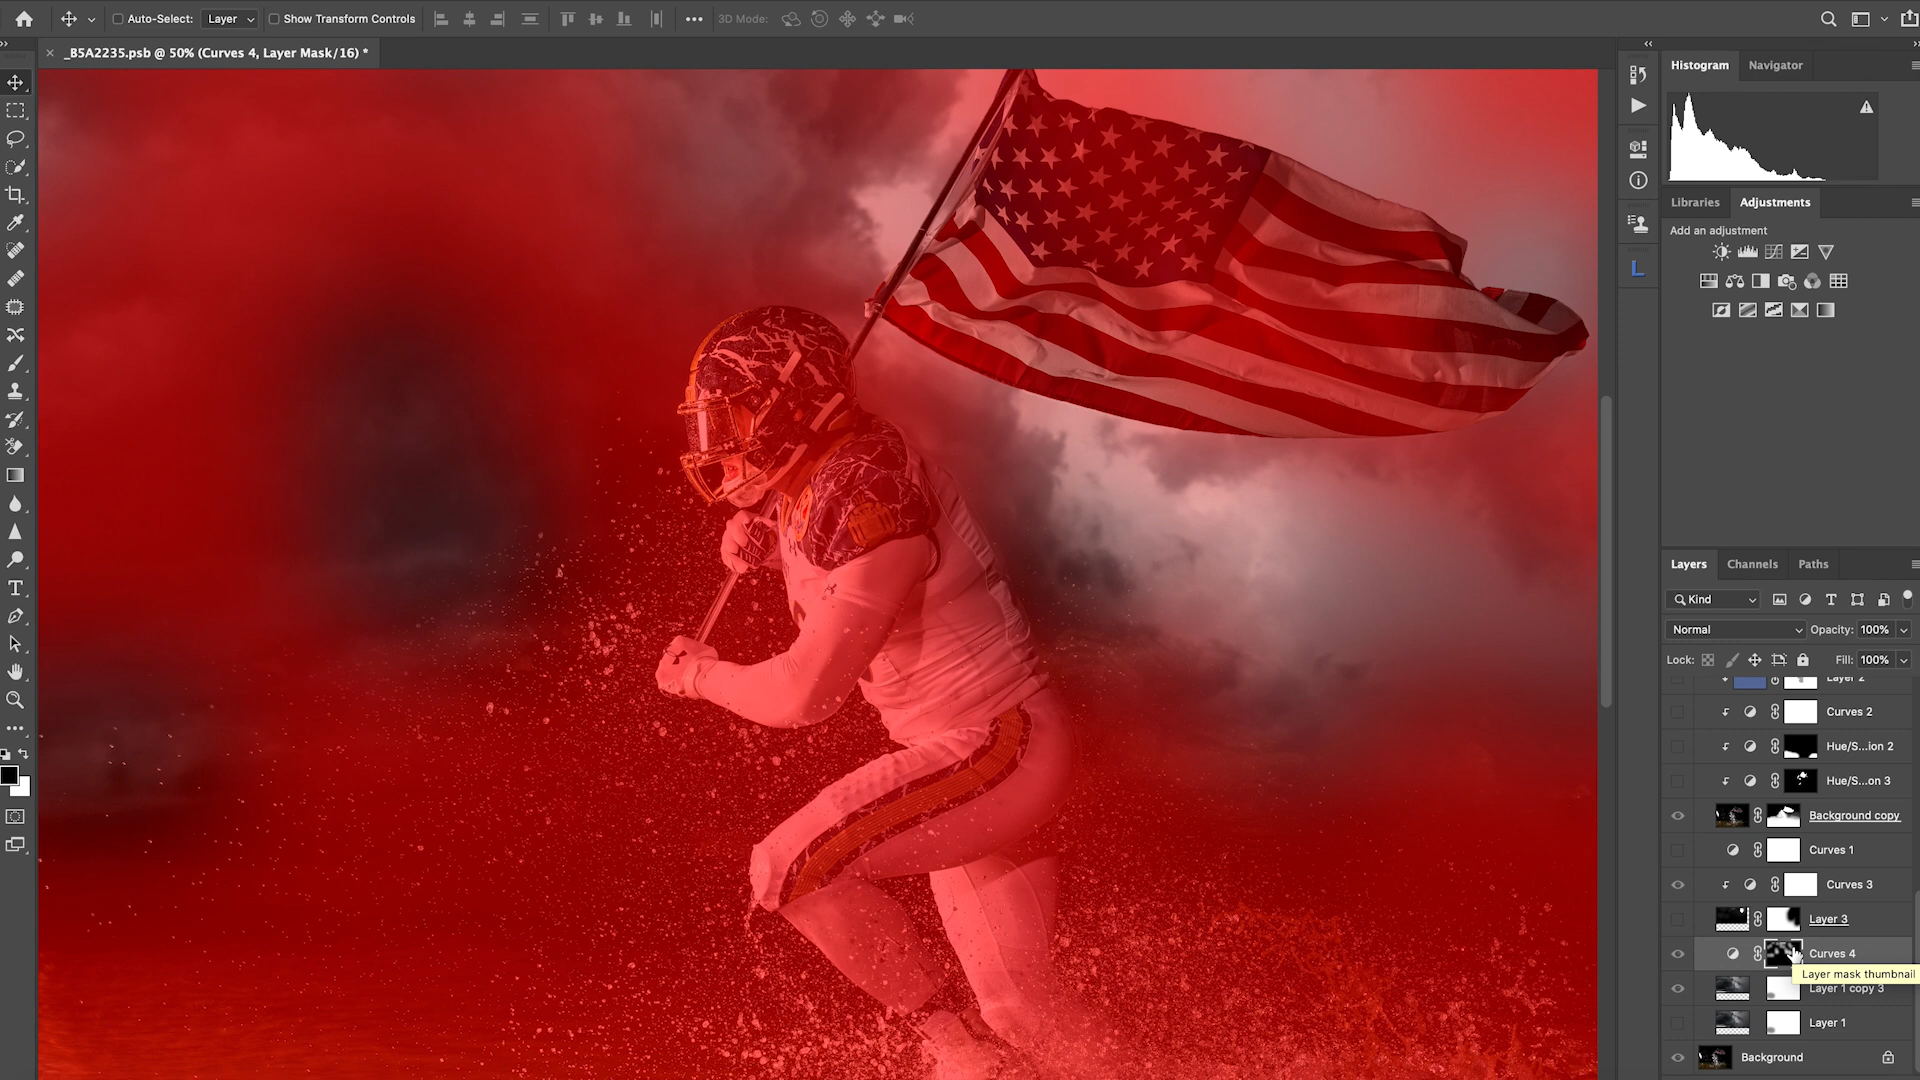 Auto-Select:
Layer
Show Transform Controls
3D Mode:
_B5A2235.psb @ 50% (Curves 4, Layer Mask/16) *
Histogram
Navigator
Libraries
Adjustments
Add an adjustment
Layers
Channels
Paths
Kind
Normal
Opacity: 100%
Lock:
Fill: 100%
Layer 2
Curves 2
Hue/S...ion 2
Hue/S...on 3
Background copy
Curves 1
Curves 3
Layer 3
Curves 4
Layer mask thumbnail
Layer 1 copy 3
Layer 1
Background